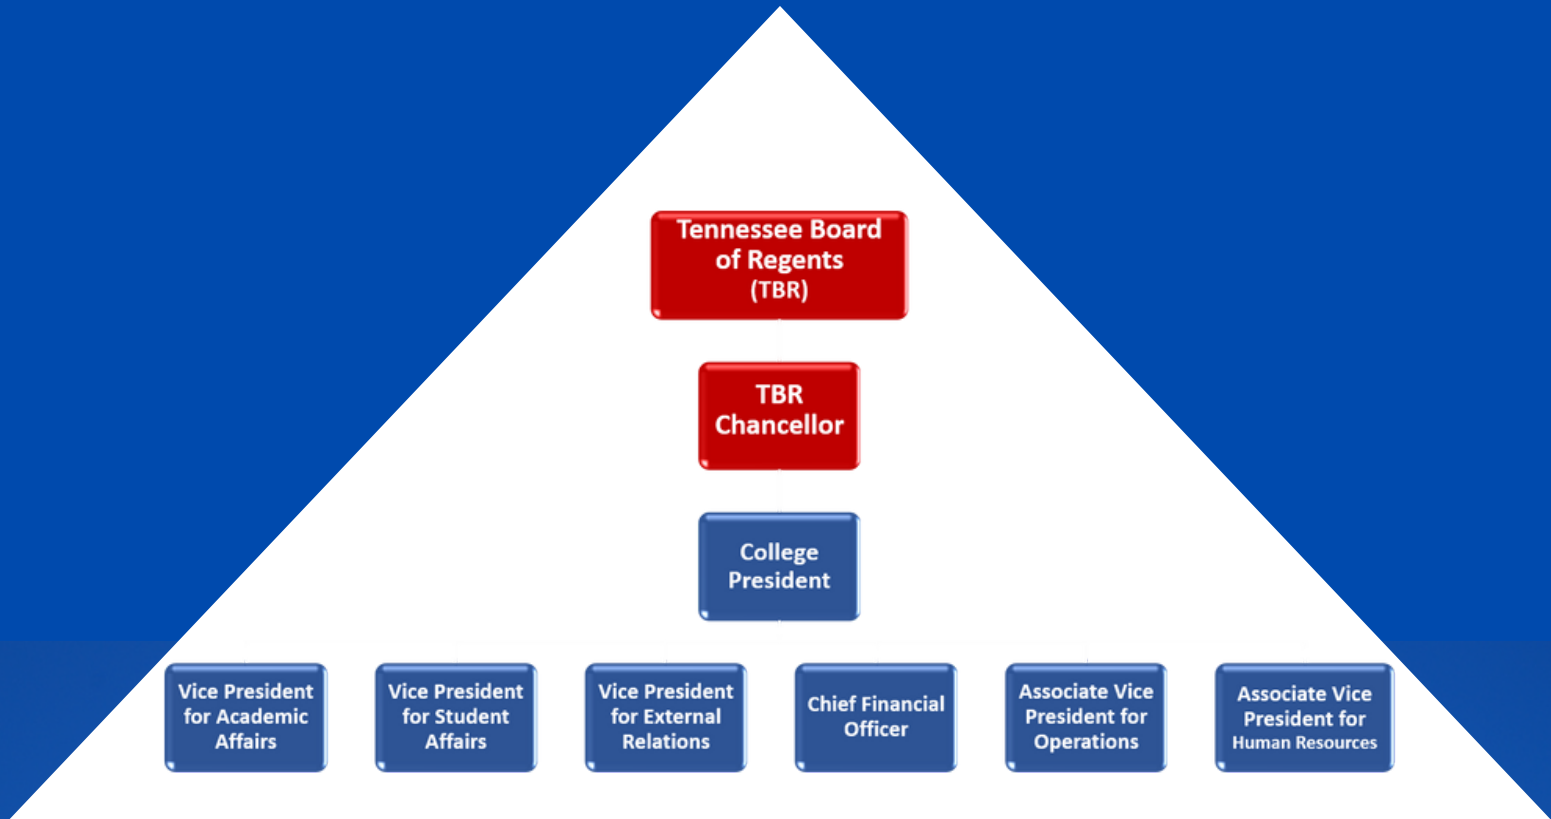 Tennessee Board
of Regents
(TBR)
TBR
Chancellor
College
President
Vice President
for Academic
Affairs
Vice President
for Student
Affairs
Vice President
for External
Relations
Chief Financial
Officer
Associate Vice
President for
Operations
Associate Vice
President for
Human Resources